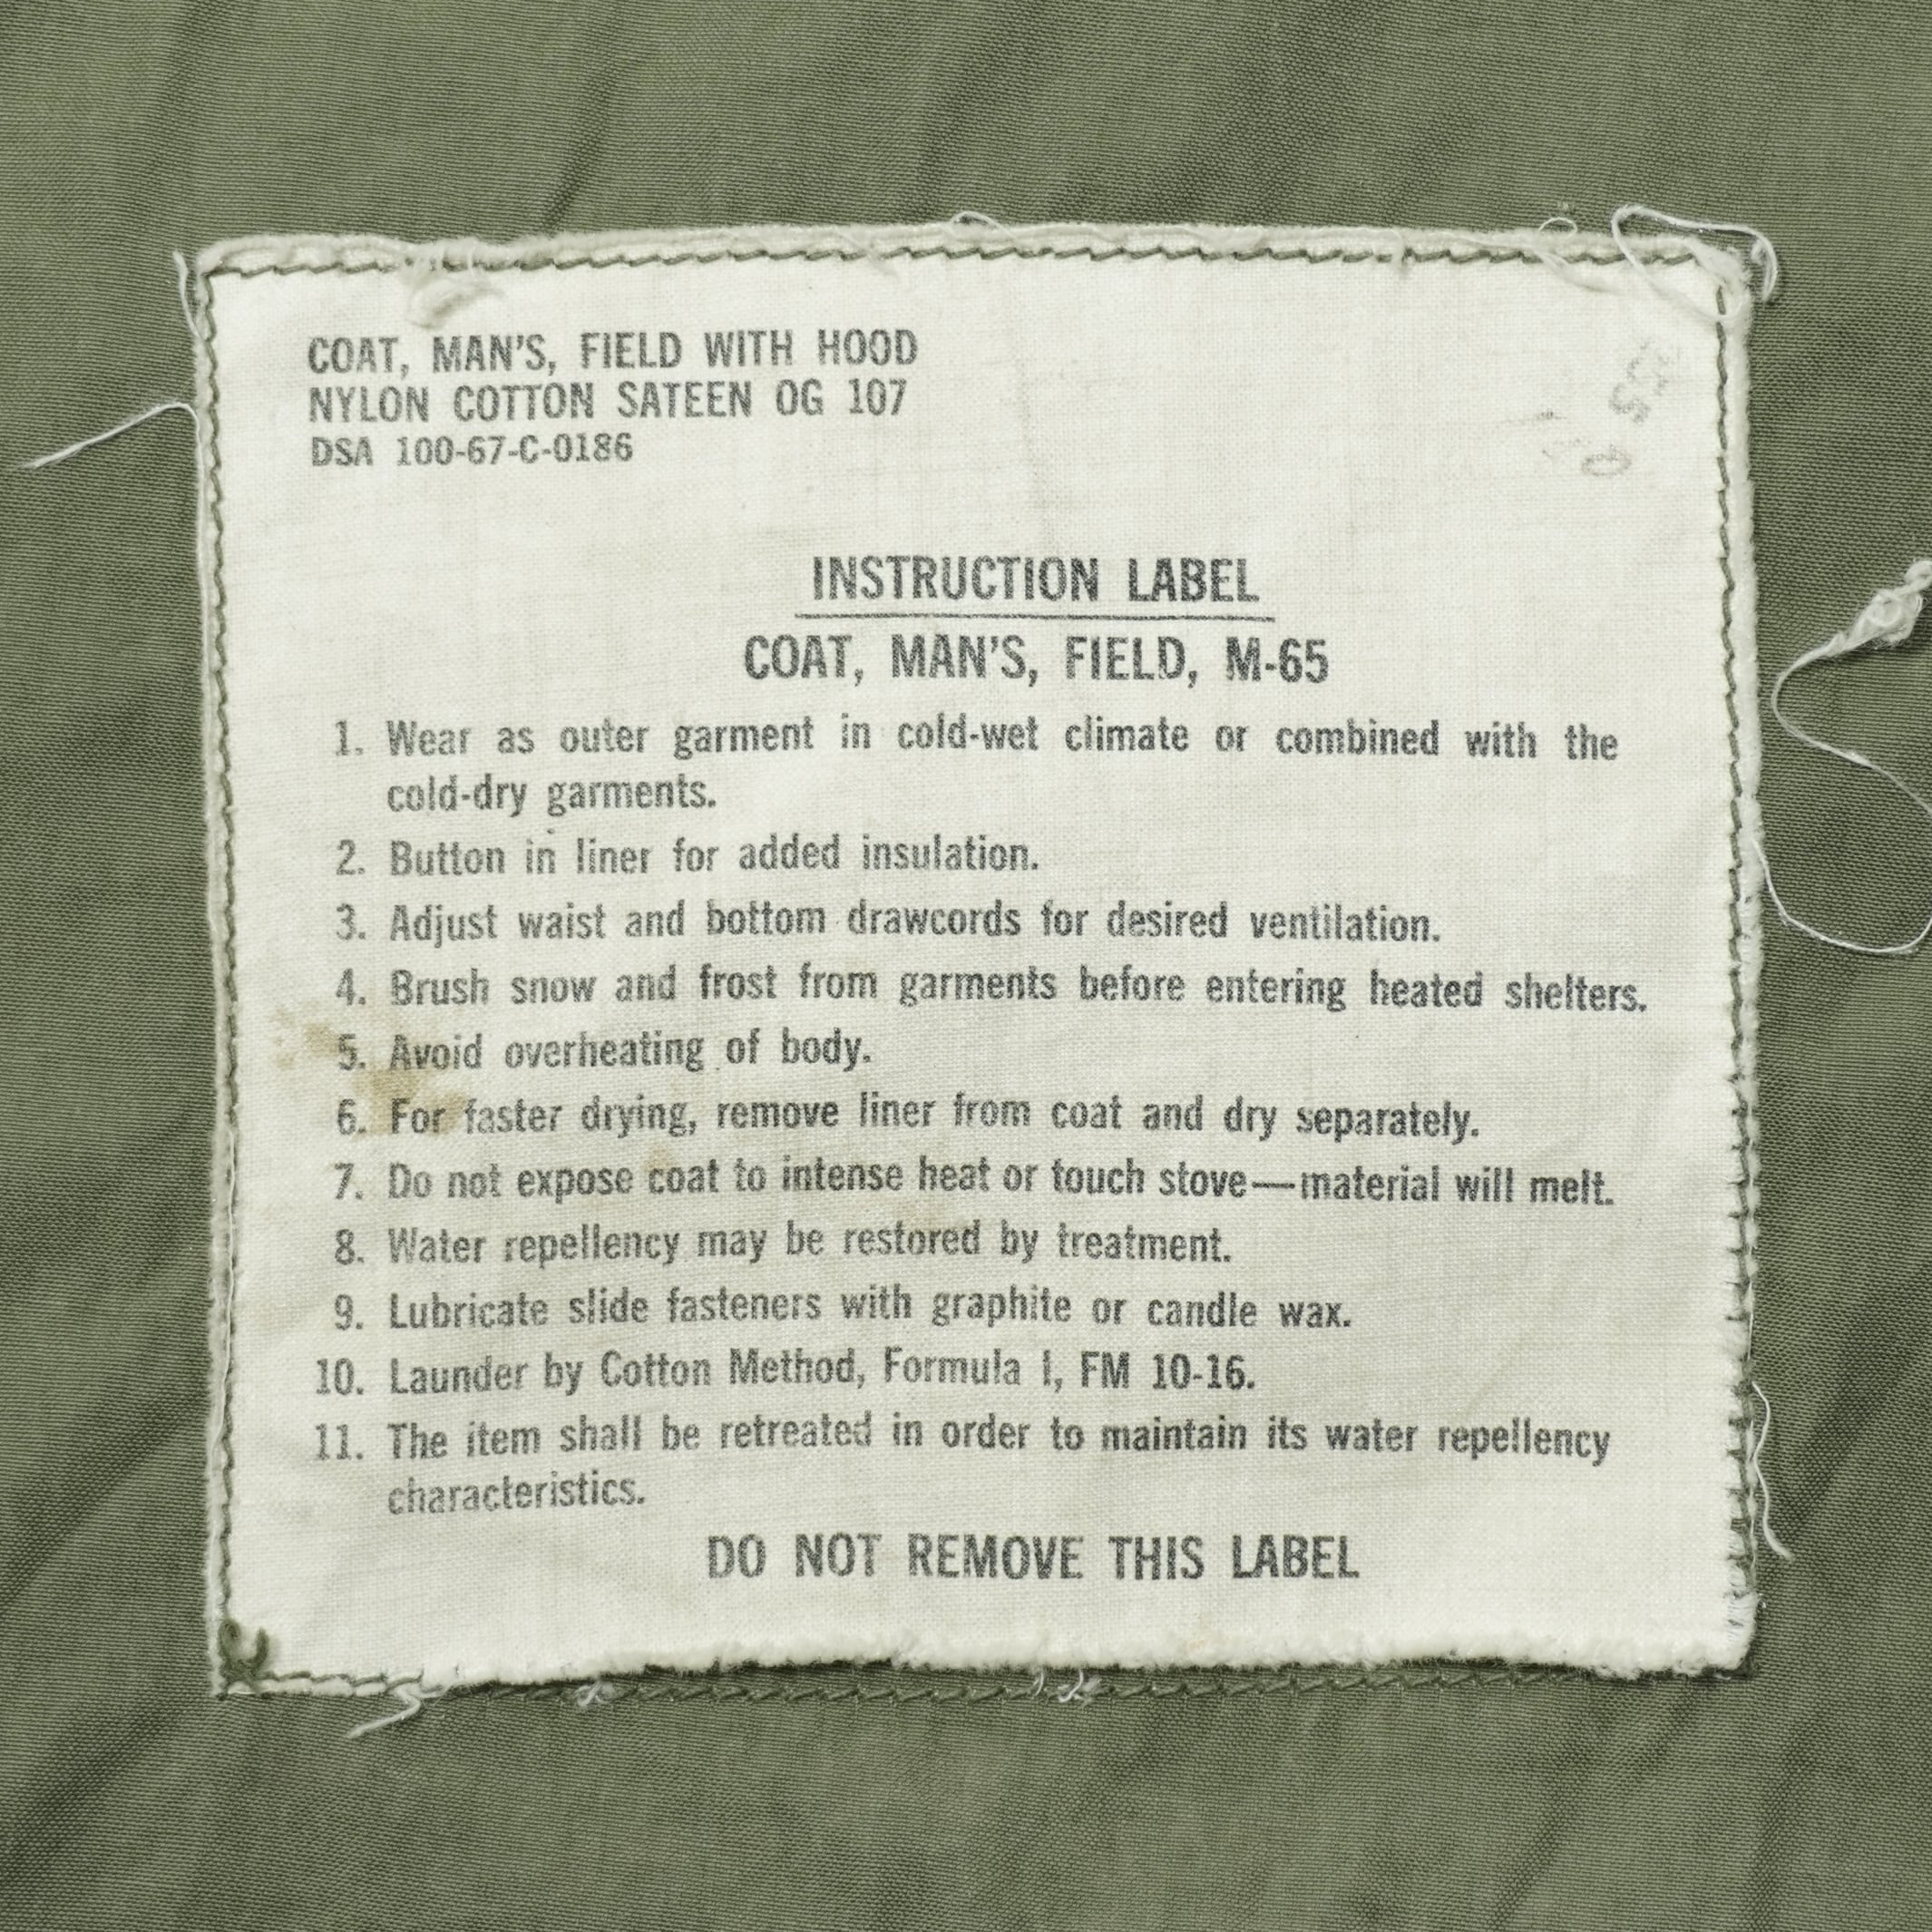 COAT, MAN'S, FIELD WITH HOOD
NYLON COTTON SATEEN OG 107
DSA 100-67-C-0186
INSTRUCTION LABEL
COAT, MAN'S, FIELD, M-65
1. Wear as outer garment in cold-wet climate or combined with the
cold-dry garments.
2. Button in liner for added insulation.
3. Adjust waist and bottom drawcords for desired ventilation.
4. Brush snow and frost from garments before entering heated shelters.
5. Avoid overheating of body.
6. For faster drying, remove liner from coat and dry separately.
7. Do not expose coat to intense heat or touch stove—material will melt.
8. Water repellency may be restored by treatment.
9. Lubricate slide fasteners with graphite or candle wax.
10. Launder by Cotton Method, Formula I, FM 10-16.
11. The item shall be retreated in order to maintain its water repellency
characteristics.
DO NOT REMOVE THIS LABEL